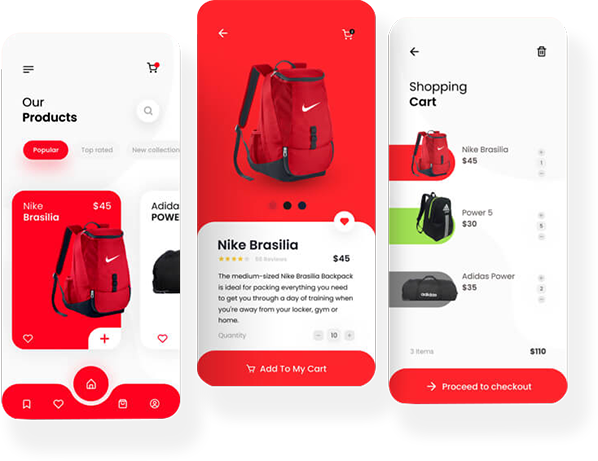 Our
Products
Popular
Top rated
New collection
Nike
Brasilia
$45
Adidas
POWE
Nike Brasilia
68 Reviews
$45
The medium-sized Nike Brasilia Backpack
is ideal for packing everything you need
to get you through a day of training when
you're away from your locker, gym or
home.
Quantity
10
Add To My Cart
Shopping
Cart
Nike Brasilia
$45
1
Power 5
$30
5
Adidas Power
$35
2
adidas
3 Items
$110
Proceed to checkout